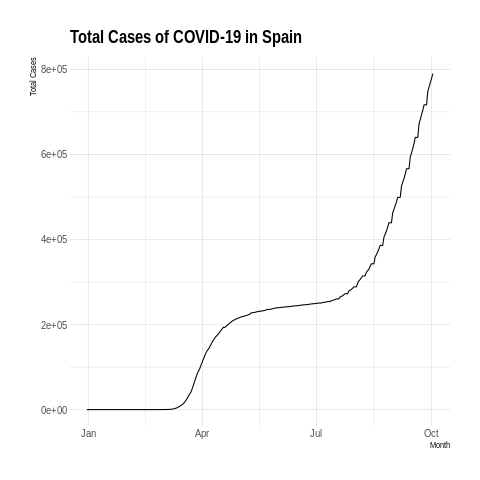 Total Cases of COVID-19 in Spain
Total Cases
8e+05
6e+05
4e+05
2e+05
0e+00
Jan Apr Jul Oct
Month